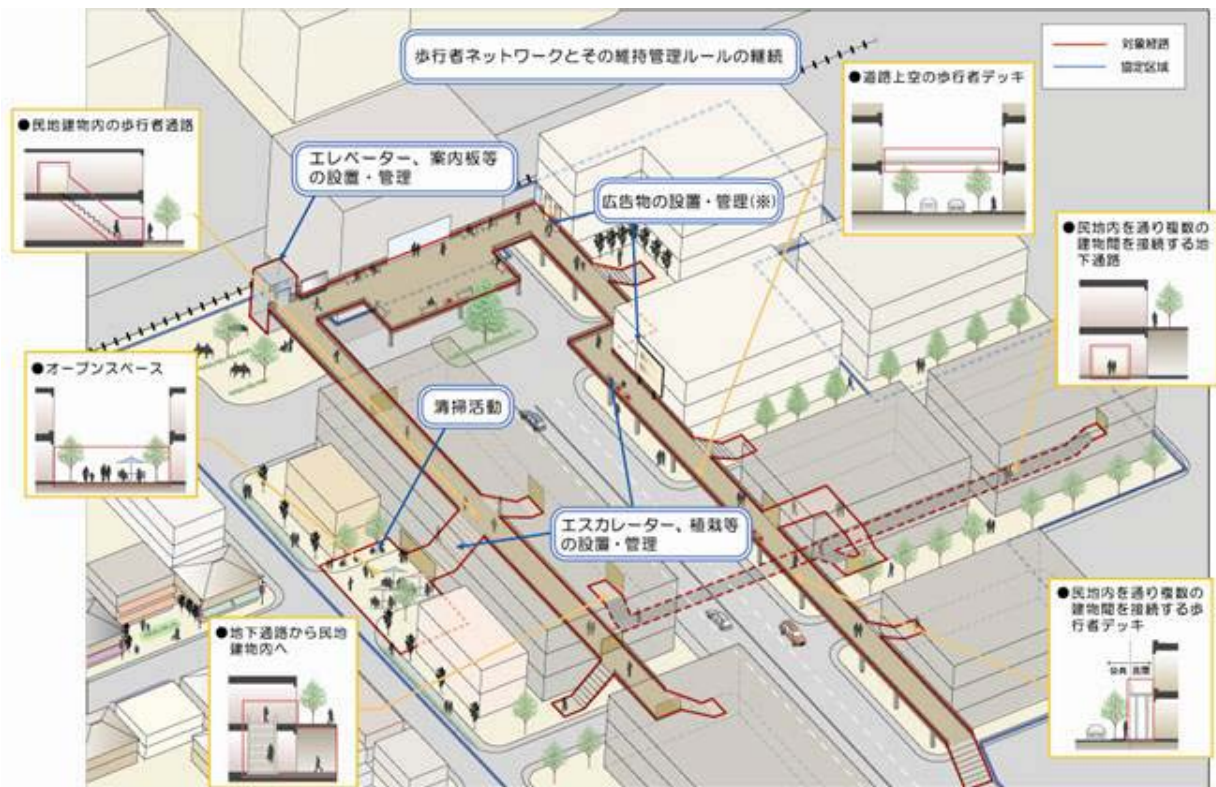 歩行者ネットワークとその維持管理ルールの継続
対象経路
協定区域
●道路上空の歩行者デッキ
●民地建物内の歩行者通路
エレベーター、案内板等
の設置・管理
広告物の設置・管理(※)
●民地内を通り複数の
建物間を接続する地
下通路
●オープンスペース
清掃活動
エスカレーター、植栽等
の設置・管理
●地下通路から民地
建物内へ
●民地内を通り複数の
建物間を接続する歩
行者デッキ
公共 民間